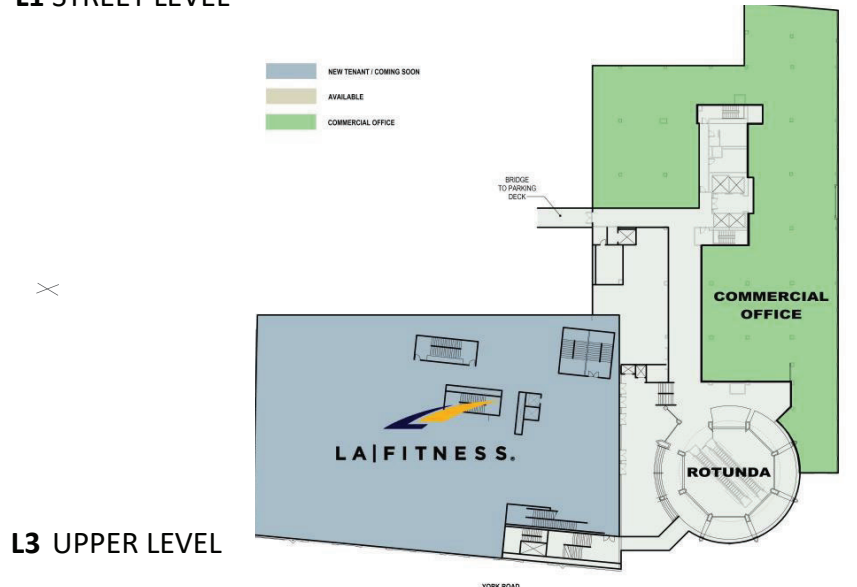 L1 STREET LEVEL
NEW TENANT / COMING SOON
AVAILABLE
COMMERCIAL OFFICE
BRIDGE
TO PARKING
DECK
COMMERCIAL
OFFICE
LA|FITNESS.
ROTUNDA
L3 UPPER LEVEL
YORK ROAD